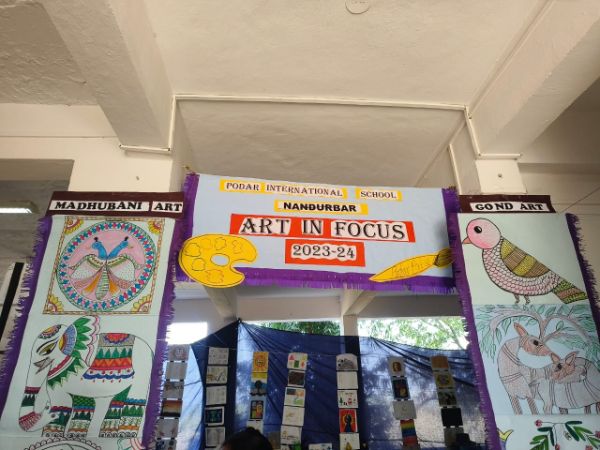 PODAR INTERNATIONAL SCHOOL
NANDURBAR
ART IN FOCUS
2023-24
MADHUBANI ART
GOND ART